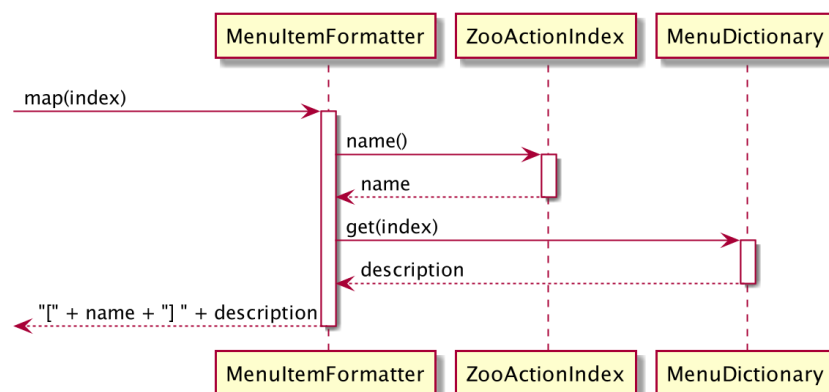 MenuItemFormatter ZooActionIndex MenuDictionary
map(index)
name()
name
get(index)
description
"[" + name + "] " + description
MenuItemFormatter ZooActionIndex MenuDictionary